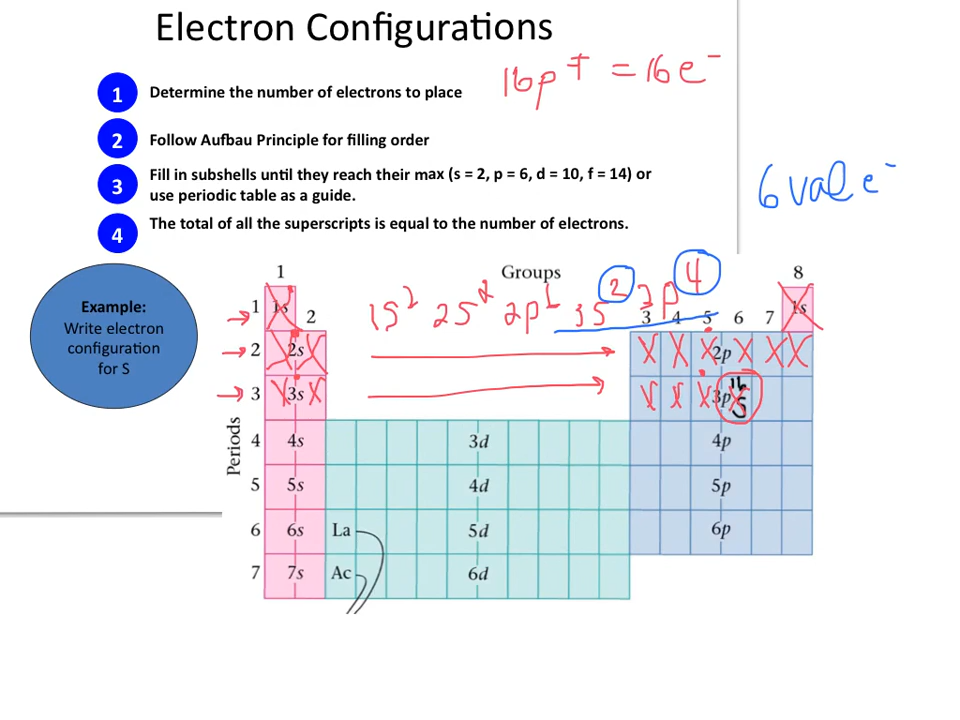 Electron Configurations
16p+ = 16e-
1 Determine the number of electrons to place
2 Follow Aufbau Principle for filling order
3 Fill in subshells until they reach their max (s = 2, p = 6, d = 10, f = 14) or
use periodic table as a guide.
6 val e-
4 The total of all the superscripts is equal to the number of electrons.
Example:
Write electron
configuration
for S
Groups
1 8
1s² 2s² 2p 3s² 3p⁴
1 1s 2 3 4 5 6 7 1s
2 2s 2p
3 3s 3p 16
S
Periods
4 4s 3d 4p
5 5s 4d 5p
6 6s La 5d 6p
7 7s Ac 6d